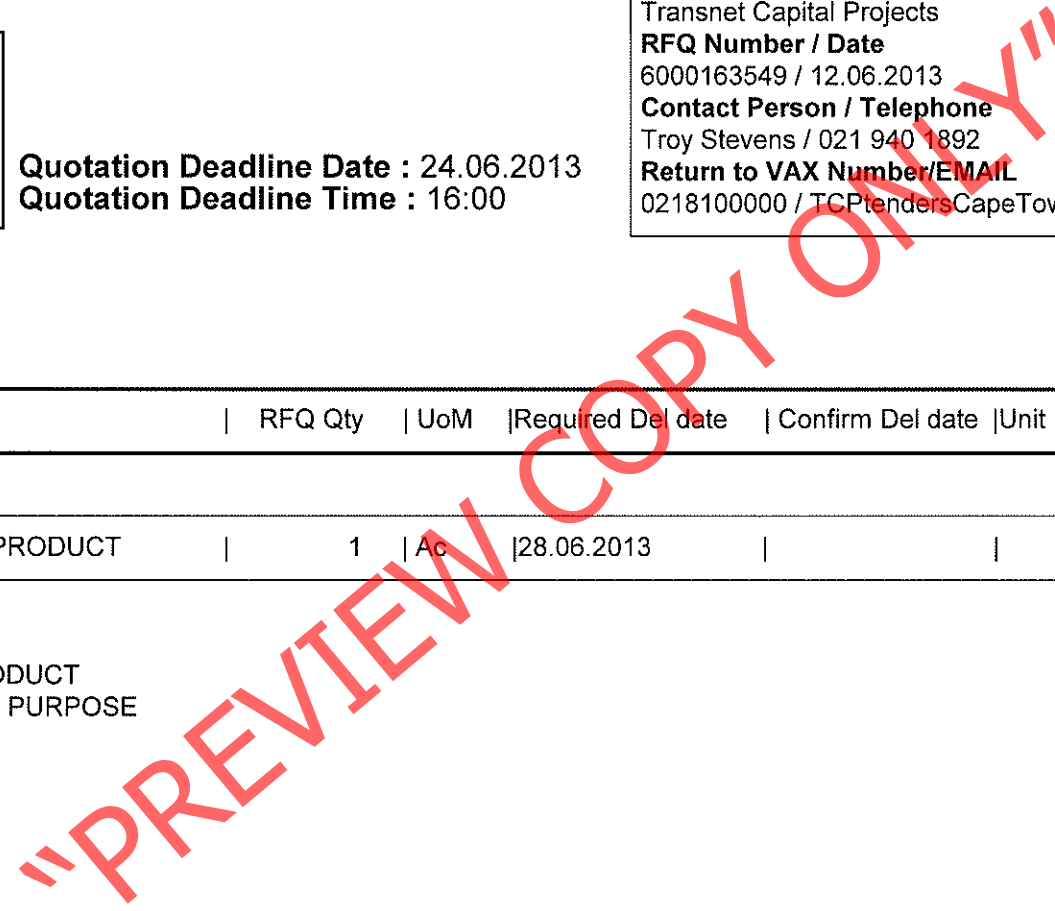 Transnet Capital Projects
RFQ Number / Date
6000163549 / 12.06.2013
Contact Person / Telephone
Troy Stevens / 021 940 1892
Return to VAX Number/EMAIL
0218100000 / TCPtendersCapeTov
Quotation Deadline Date : 24.06.2013
Quotation Deadline Time : 16:00
| RFQ Qty | UoM |Required Del date | Confirm Del date |Unit
PRODUCT | 1 | Ac |28.06.2013 | |
ODUCT
PURPOSE
"PREVIEW COPY ONLY"